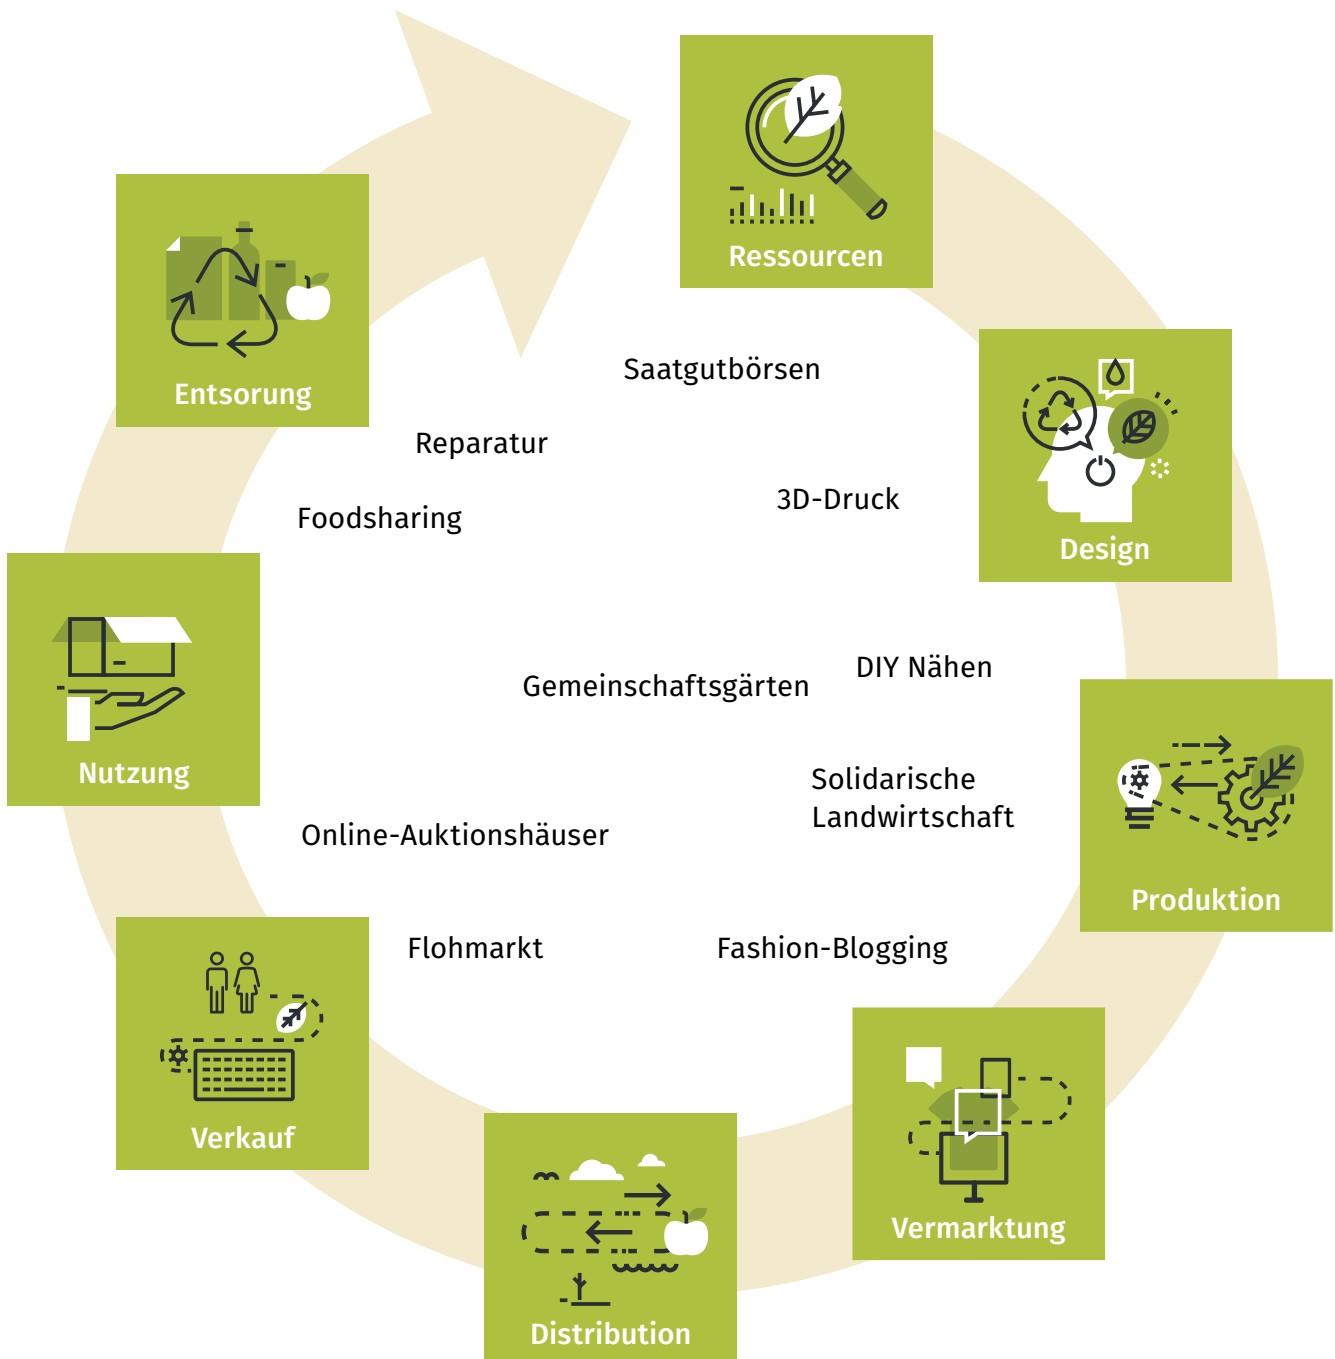 Ressourcen
Entsorung
Saatgutbörsen
Reparatur
3D-Druck
Foodsharing
Design
DIY Nähen
Gemeinschaftsgärten
Nutzung
Solidarische
Landwirtschaft
Online-Auktionshäuser
Produktion
Flohmarkt
Fashion-Blogging
Verkauf
Vermarktung
Distribution